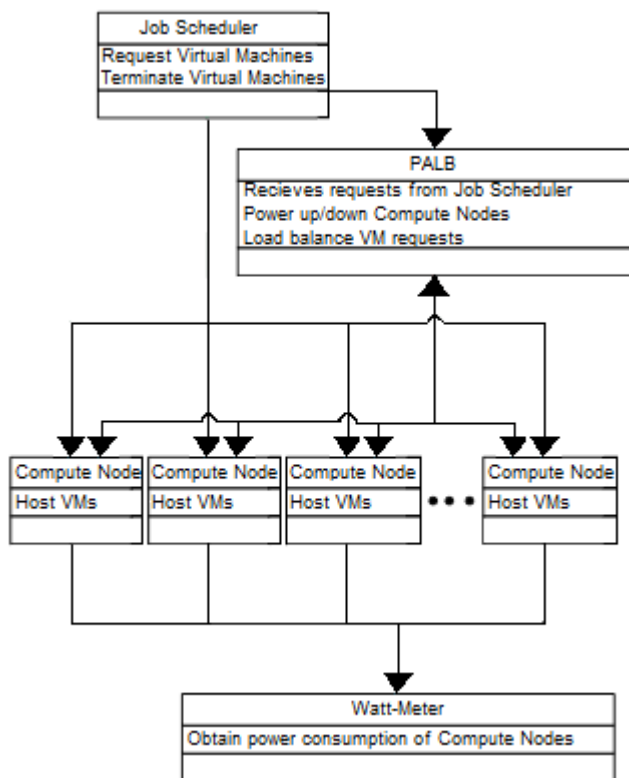 Job Scheduler
Request Virtual Machines
Terminate Virtual Machines
PALB
Recieves requests from Job Scheduler
Power up/down Compute Nodes
Load balance VM requests
Compute Node
Host VMs
Compute Node
Host VMs
Compute Node
Host VMs
Compute Node
Host VMs
Watt-Meter
Obtain power consumption of Compute Nodes